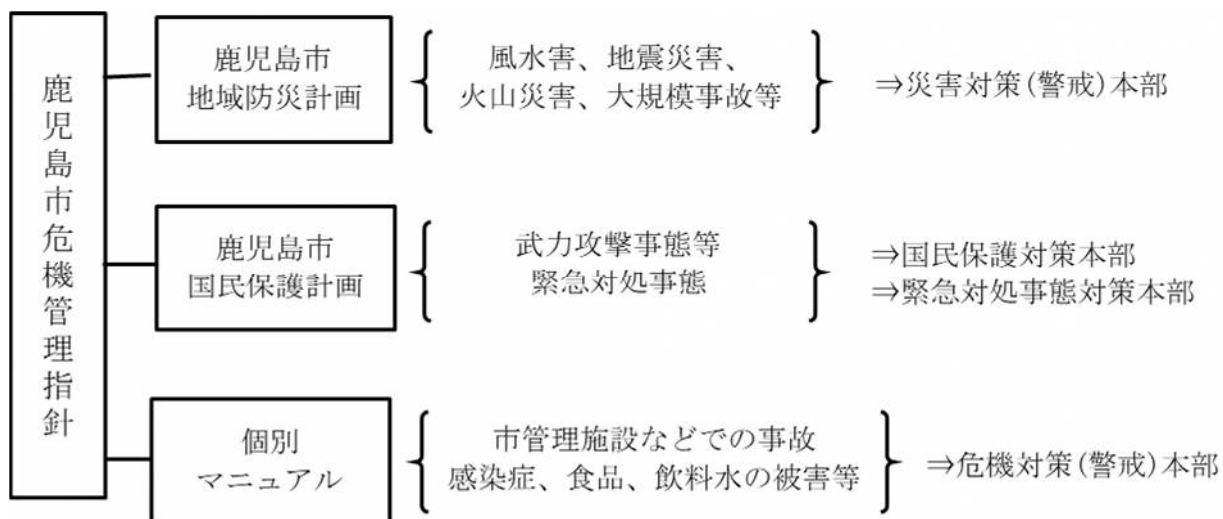 鹿児島市危機管理指針
鹿児島市
地域防災計画
風水害、地震災害、
火山災害、大規模事故等
⇒災害対策(警戒)本部
鹿児島市
国民保護計画
武力攻撃事態等
緊急対処事態
⇒国民保護対策本部
⇒緊急対処事態対策本部
個別
マニュアル
市管理施設などでの事故
感染症、食品、飲料水の被害等
⇒危機対策(警戒)本部